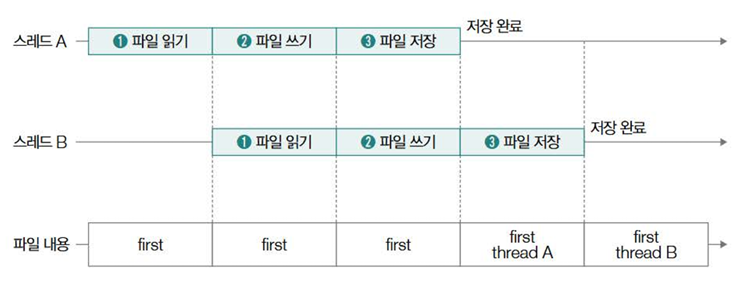 저장 완료
스레드 A ❶ 파일 읽기 ❷ 파일 쓰기 ❸ 파일 저장
저장 완료
스레드 B ❶ 파일 읽기 ❷ 파일 쓰기 ❸ 파일 저장
파일 내용 first first first first thread A first thread B